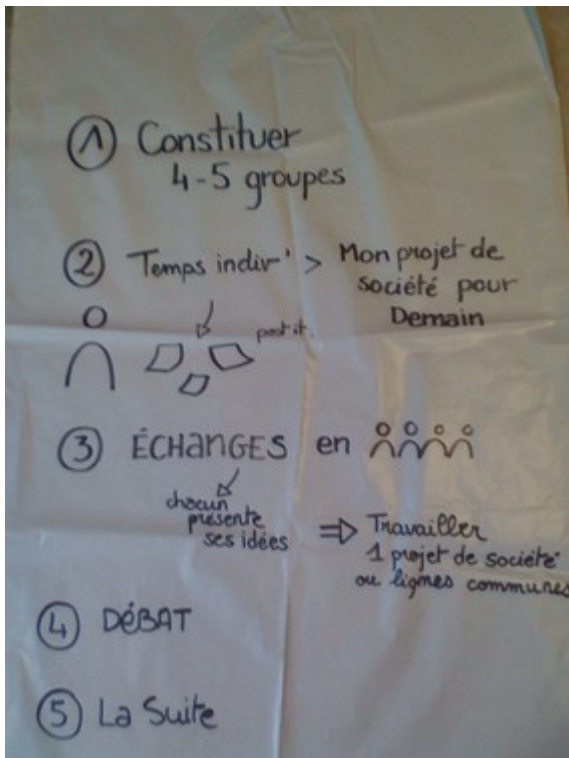 1 Constituer
4-5 groupes
2 Temps indiv' > Mon projet de
société pour
Demain
post it.
3 ÉCHANGES en
chacun
présente
ses idées
⇒ Travailler
1 projet de société
ou lignes communes
4 DÉBAT
5 La Suite